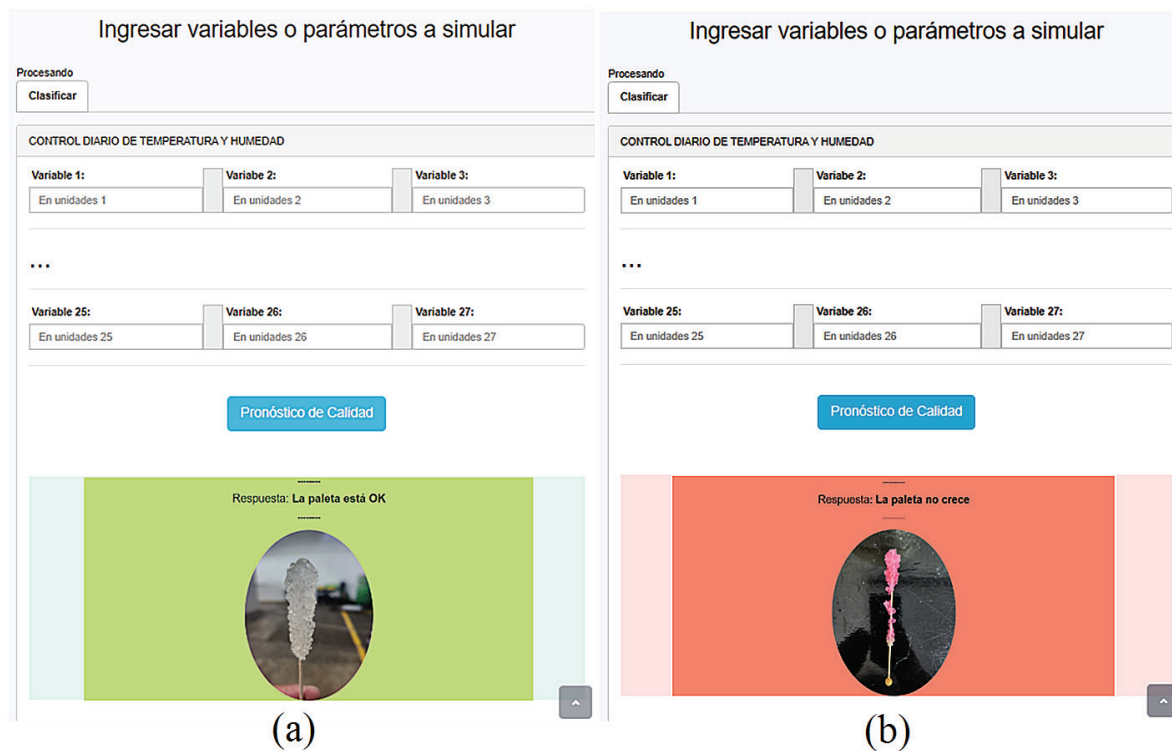 Ingresar variables o parámetros a simular
Procesando
Clasificar
CONTROL DIARIO DE TEMPERATURA Y HUMEDAD
Variable 1:
Variabe 2:
Variable 3:
En unidades 1
En unidades 2
En unidades 3
...
Variable 25:
Variabe 26:
Variable 27:
En unidades 25
En unidades 26
En unidades 27
Pronóstico de Calidad
--------
Respuesta: La paleta está OK
--------
(a)
Ingresar variables o parámetros a simular
Procesando
Clasificar
CONTROL DIARIO DE TEMPERATURA Y HUMEDAD
Variable 1:
Variabe 2:
Variable 3:
En unidades 1
En unidades 2
En unidades 3
...
Variable 25:
Variabe 26:
Variable 27:
En unidades 25
En unidades 26
En unidades 27
Pronóstico de Calidad
--------
Respuesta: La paleta no crece
--------
(b)